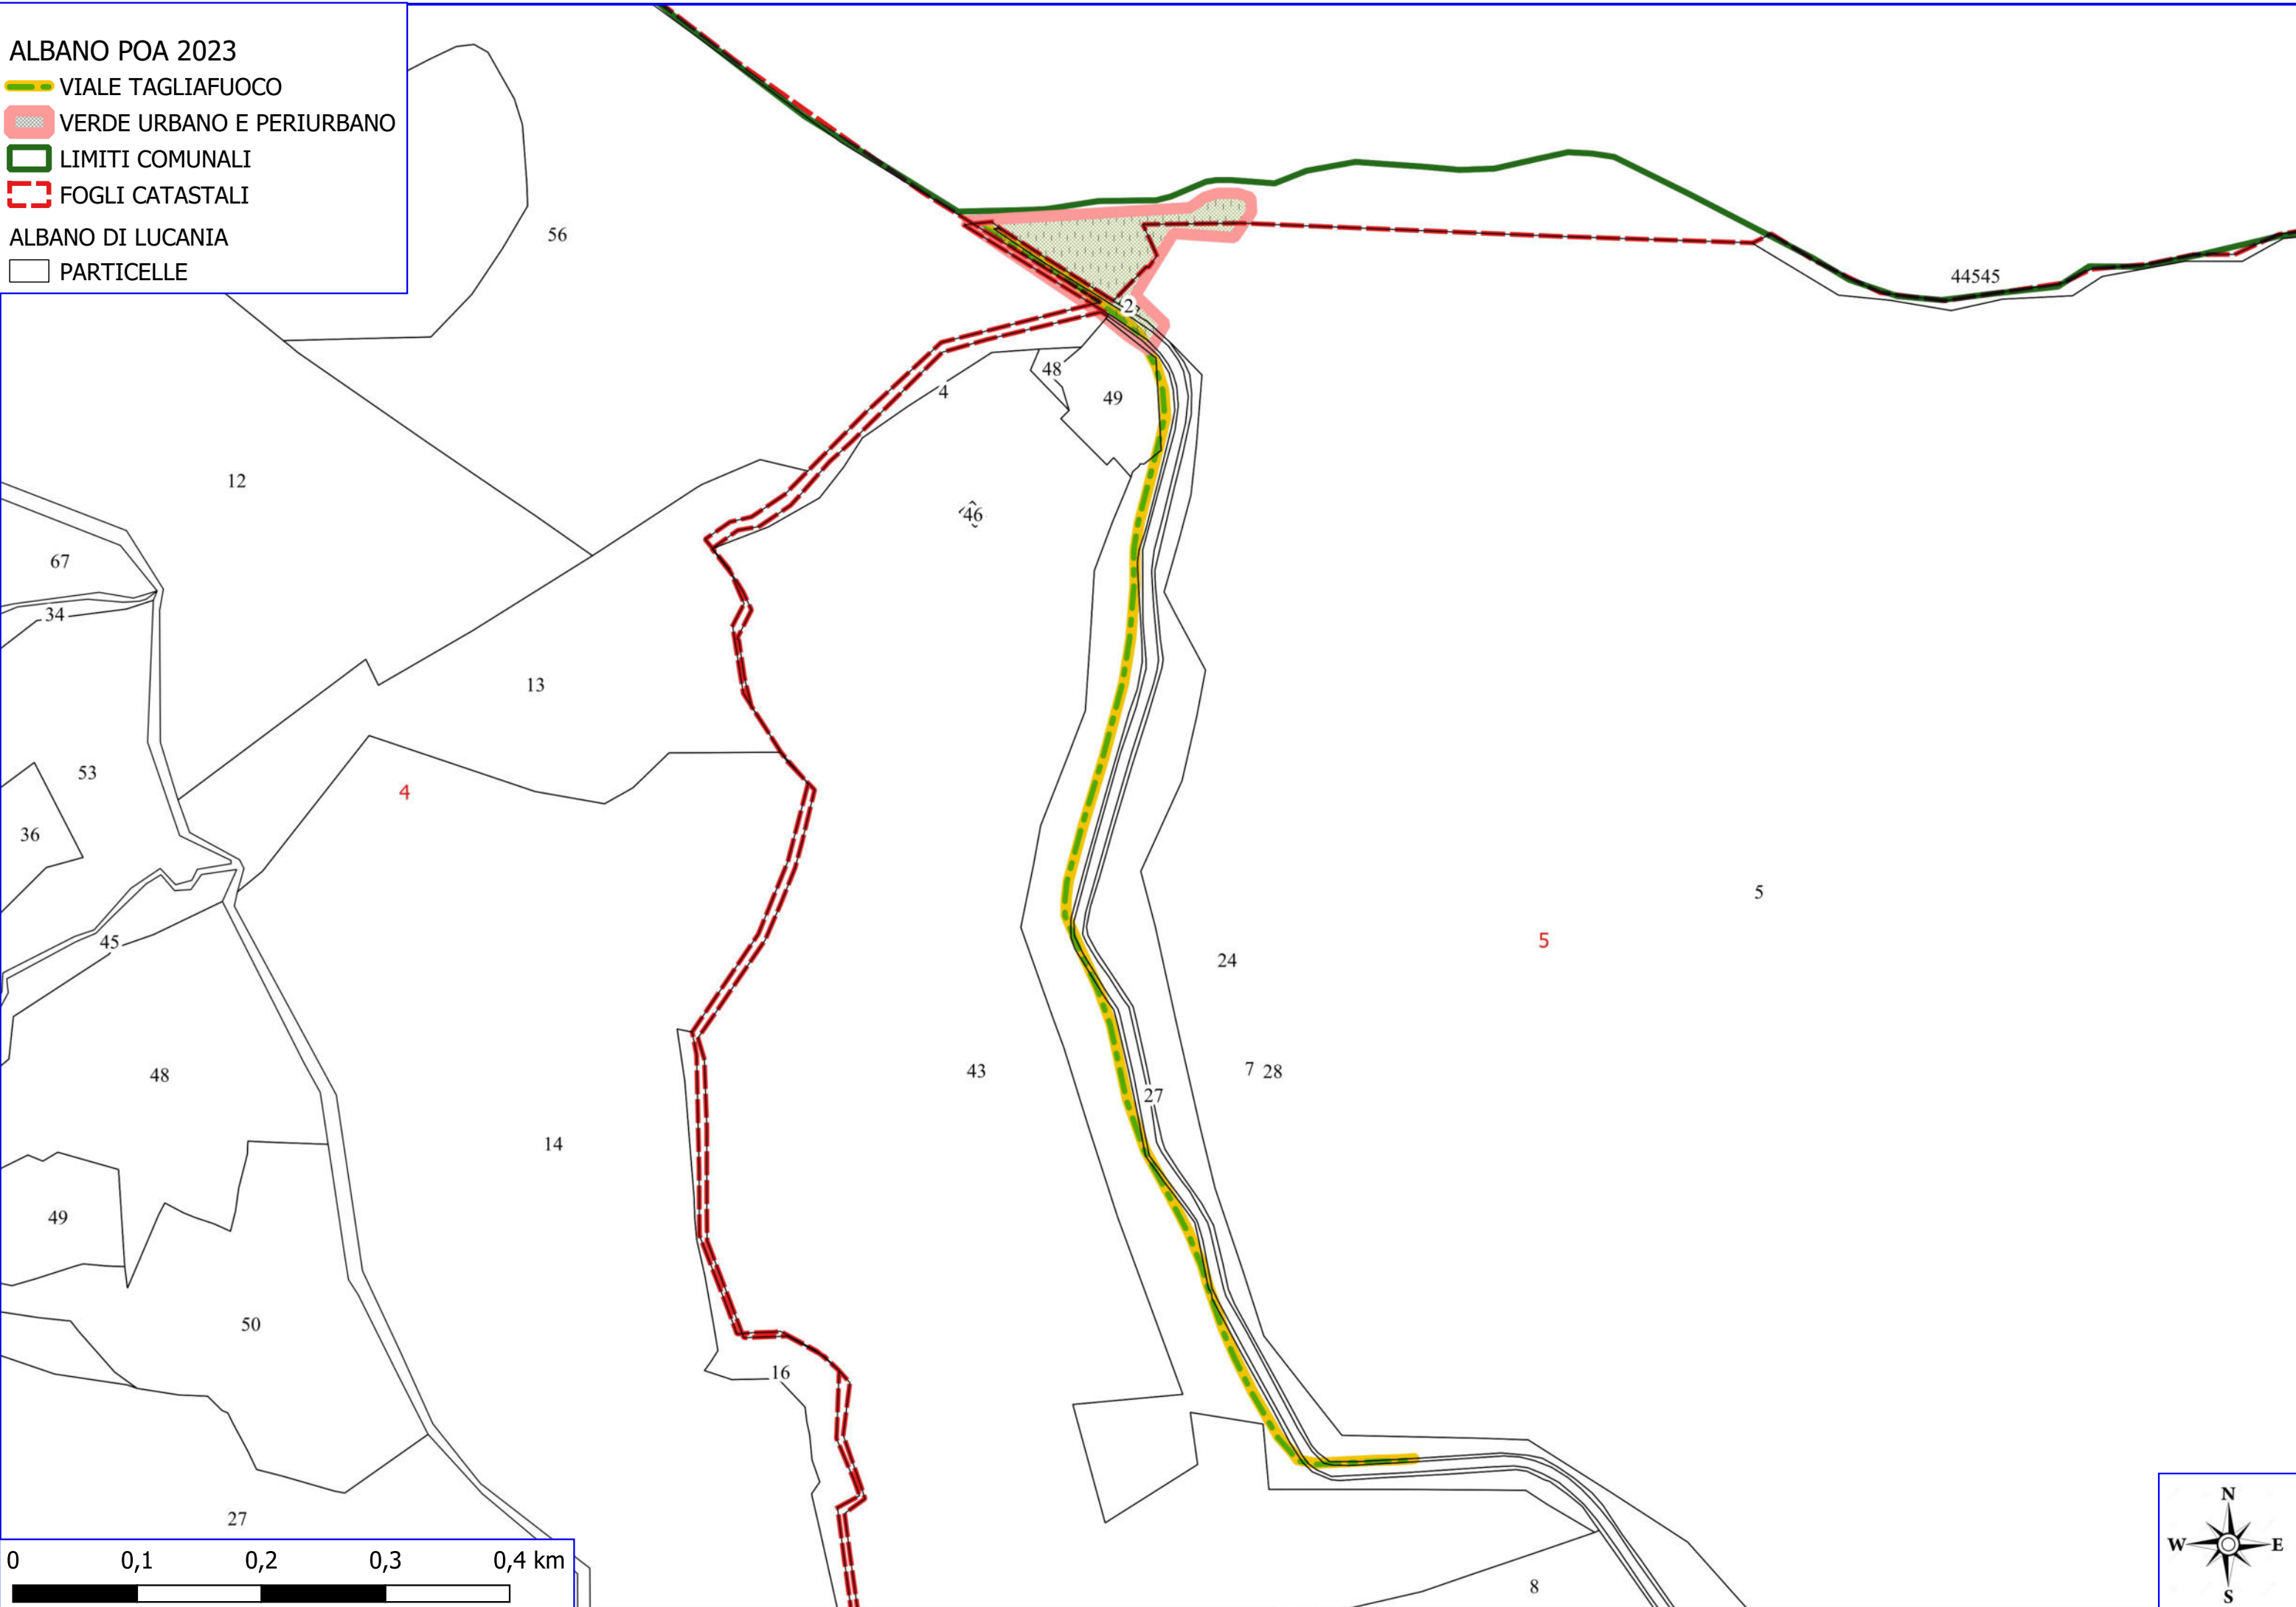 ALBANO POA 2023
VIALE TAGLIAFUOCO
VERDE URBANO E PERIURBANO
LIMITI COMUNALI
FOGLI CATASTALI
ALBANO DI LUCANIA
PARTICELLE
56
44545
2
48
4
49
12
46
67
34
13
53
4
36
5
45
5
24
43
7 28
48
27
14
49
50
16
27
8
0 0,1 0,2 0,3 0,4 km
N
W E
S